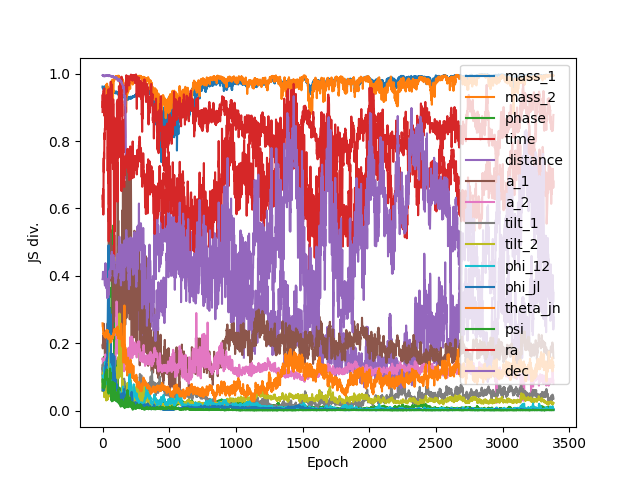 1.0
0.8
0.6
0.4
0.2
0.0
JS div.
0
500
1000
1500
2000
2500
3000
3500
Epoch
mass_1
mass_2
phase
time
distance
a_1
a_2
tilt_1
tilt_2
phi_12
phi_jl
theta_jn
psi
ra
dec